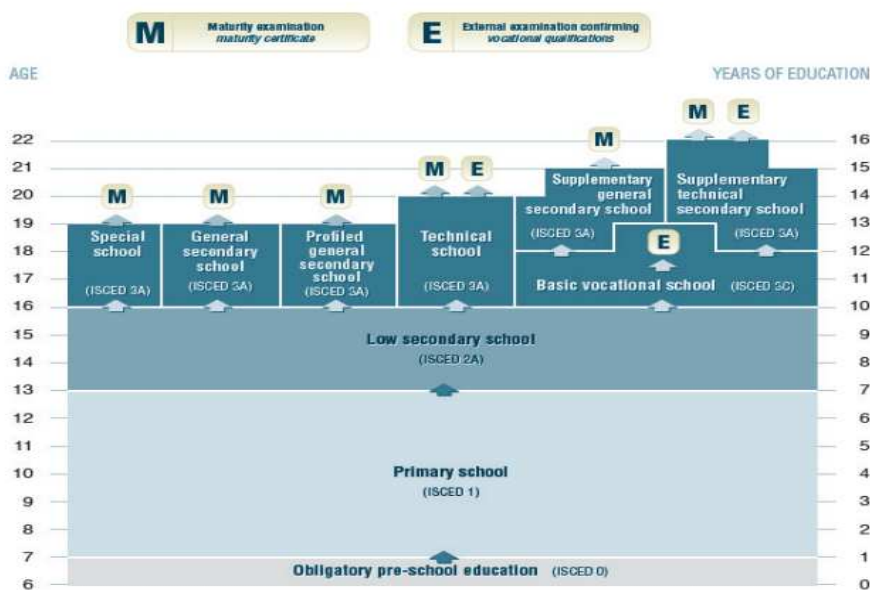 M
Maturity examination
maturity certificate
E
External examination confirming
vocational qualifications
AGE
YEARS OF EDUCATION
22
21
20
19
18
17
16
15
14
13
12
11
10
9
8
7
6
M
Special
school
(ISCED 3A)
M
General
secondary
school
(ISCED 3A)
M
Profiled
general
secondary
school
(ISCED 3A)
M E
Technical
school
(ISCED 3A)
M
Supplementary
general
secondary school
(ISCED 3A)
M E
Supplementary
technical
secondary school
(ISCED 3A)
E
Basic vocational school (ISCED 3C)
Low secondary school
(ISCED 2A)
Primary school
(ISCED 1)
Obligatory pre-school education (ISCED 0)
16
15
14
13
12
11
10
9
8
7
6
5
4
3
2
1
0